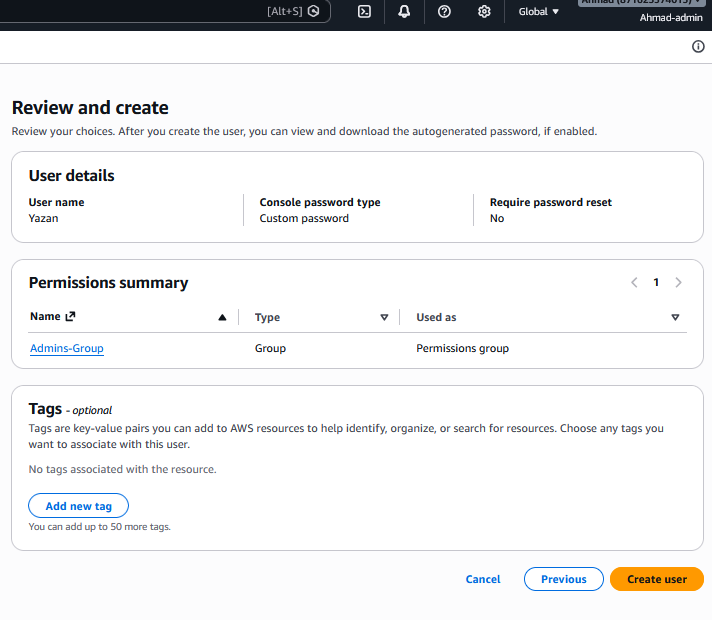 [Alt+S]
Global
Ahmad-admin
Review and create
Review your choices. After you create the user, you can view and download the autogenerated password, if enabled.
User details
User name
Yazan
Console password type
Custom password
Require password reset
No
Permissions summary
1
Name
Type
Used as
Admins-Group
Group
Permissions group
Tags - optional
Tags are key-value pairs you can add to AWS resources to help identify, organize, or search for resources. Choose any tags you
want to associate with this user.
No tags associated with the resource.
Add new tag
You can add up to 50 more tags.
Cancel
Previous
Create user